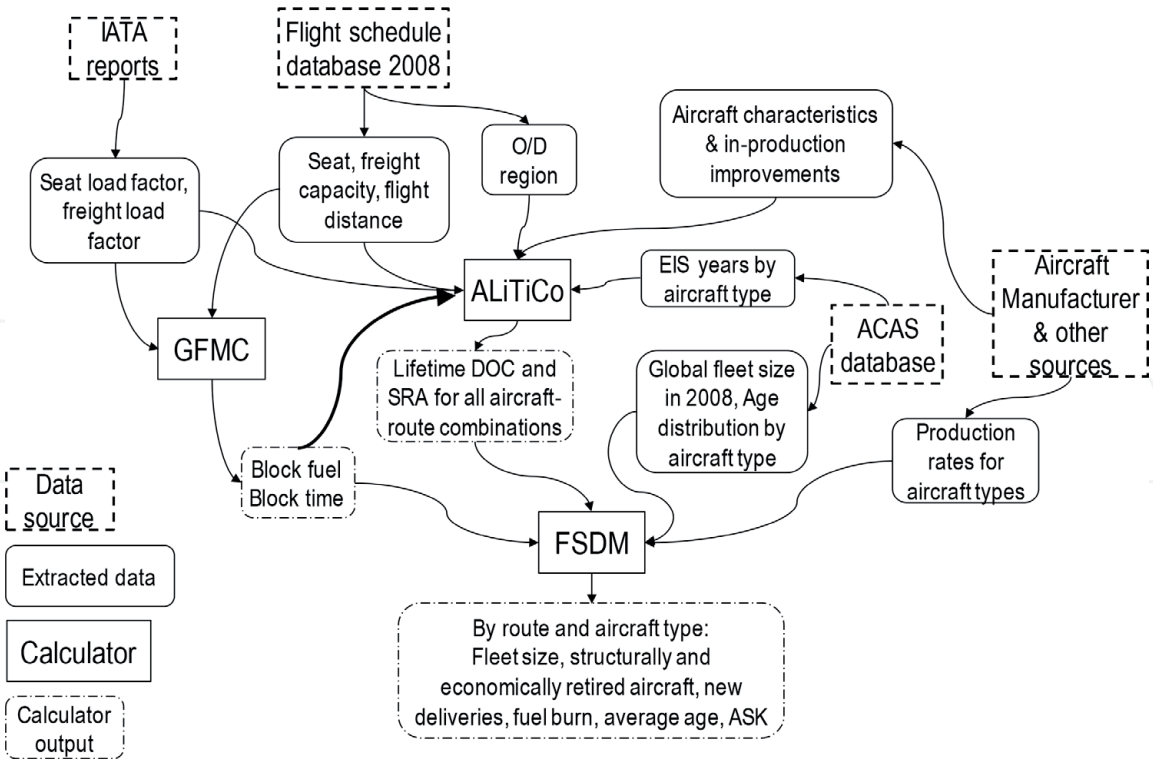 IATA
reports
Flight schedule
database 2008
Aircraft characteristics
& in-production
improvements
O/D
region
Seat, freight
capacity, flight
distance
Seat load factor,
freight load
factor
ALiTiCo
EIS years by
aircraft type
Aircraft
Manufacturer
& other
sources
GFMC
ACAS
database
Lifetime DOC and
SRA for all aircraft-
route combinations
Global fleet size
in 2008, Age
distribution by
aircraft type
Production
rates for
aircraft types
Block fuel
Block time
FSDM
By route and aircraft type:
Fleet size, structurally and
economically retired aircraft, new
deliveries, fuel burn, average age, ASK
Data
source
Extracted data
Calculator
Calculator
output